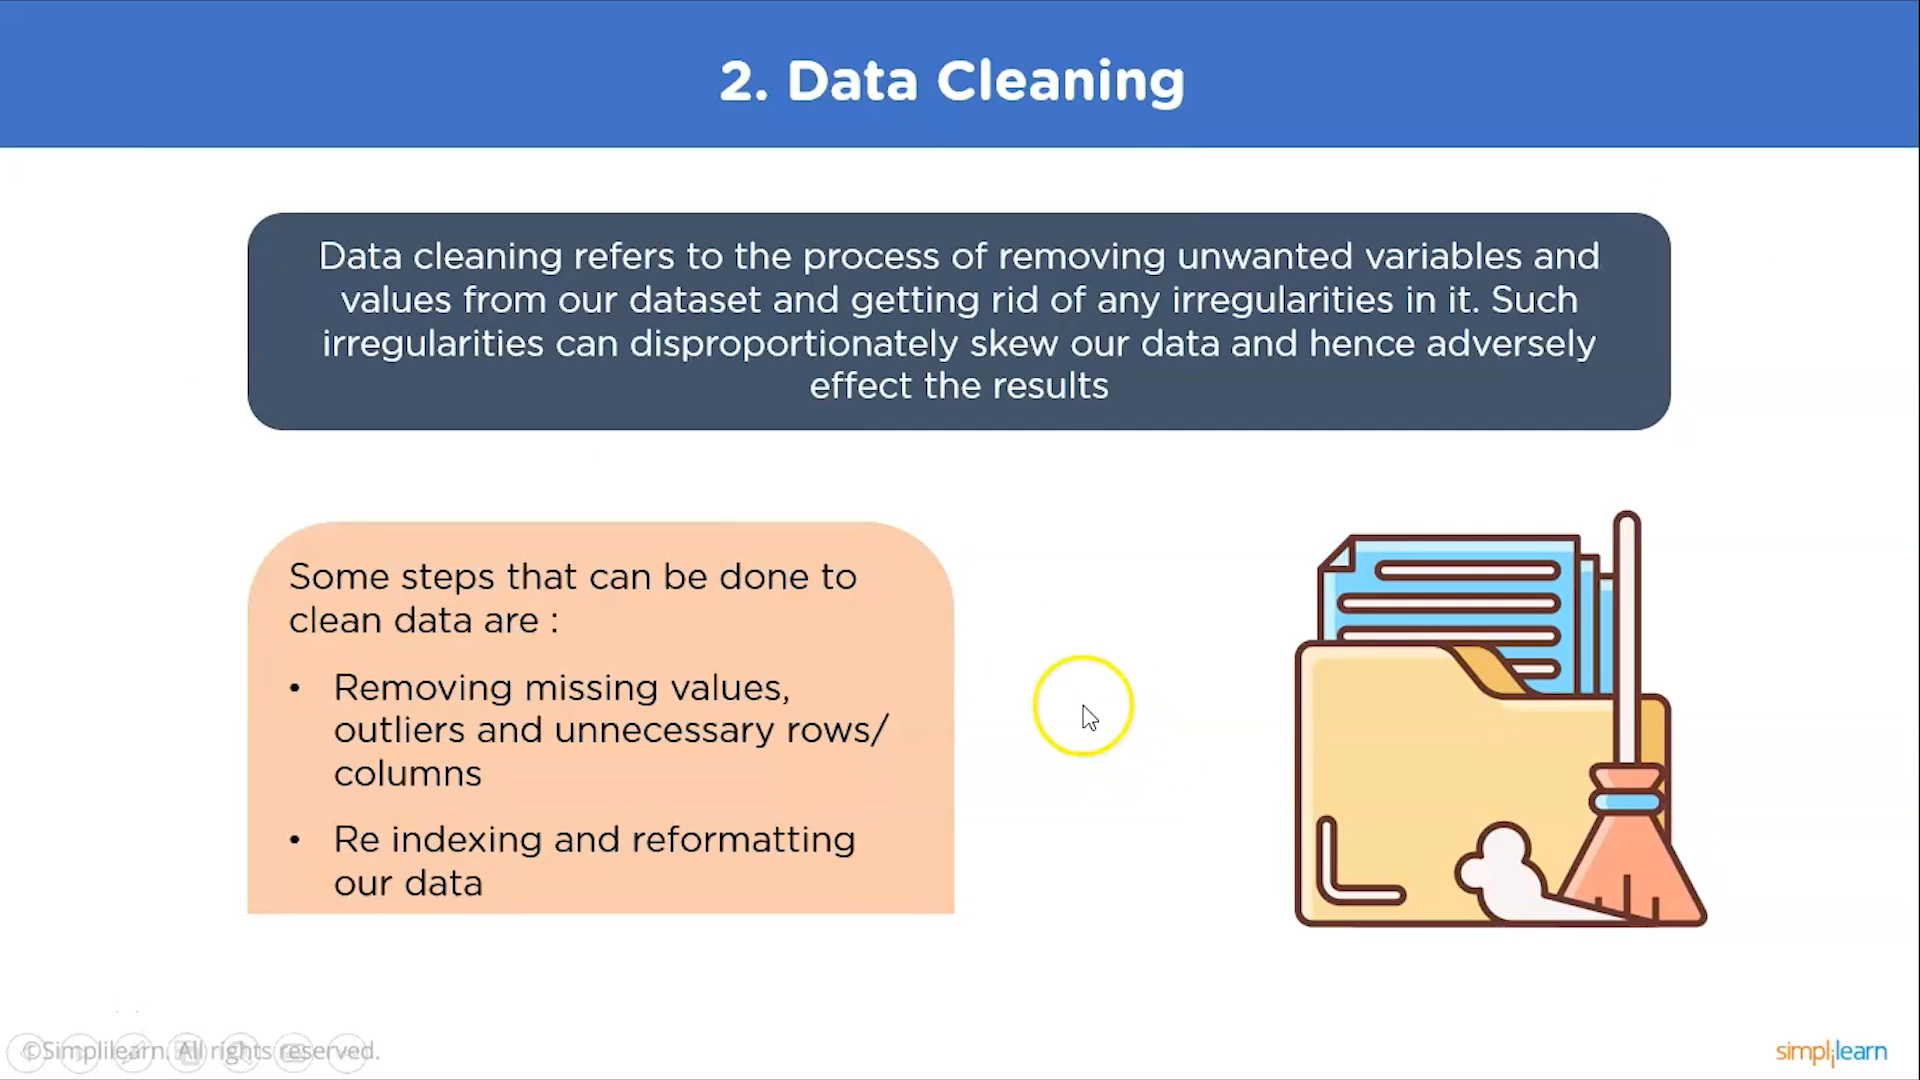 2. Data Cleaning
Data cleaning refers to the process of removing unwanted variables and
values from our dataset and getting rid of any irregularities in it. Such
irregularities can disproportionately skew our data and hence adversely
effect the results
Some steps that can be done to
clean data are :
• Removing missing values,
outliers and unnecessary rows/
columns
• Re indexing and reformatting
our data
©Simplilearn. All rights reserved.
simplilearn